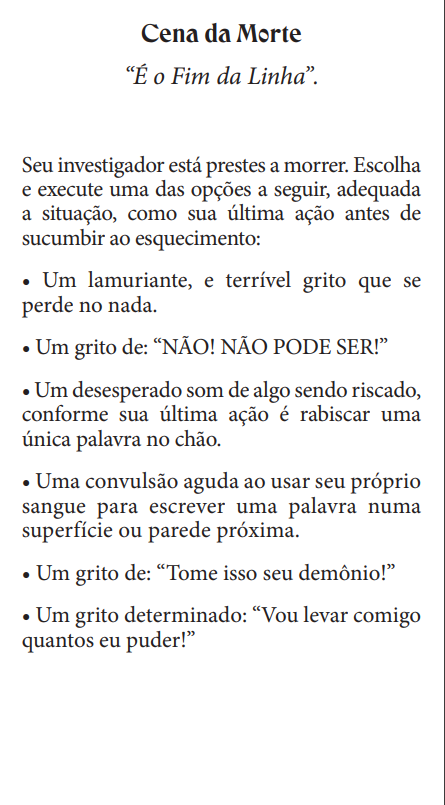 Cena da Morte
“É o Fim da Linha”.
Seu investigador está prestes a morrer. Escolha
e execute uma das opções a seguir, adequada
a situação, como sua última ação antes de
sucumbir ao esquecimento:
• Um lamuriante, e terrível grito que se
perde no nada.
• Um grito de: “NÃO! NÃO PODE SER!”
• Um desesperado som de algo sendo riscado,
conforme sua última ação é rabiscar uma
única palavra no chão.
• Uma convulsão aguda ao usar seu próprio
sangue para escrever uma palavra numa
superfície ou parede próxima.
• Um grito de: “Tome isso seu demônio!”
• Um grito determinado: “Vou levar comigo
quantos eu puder!”